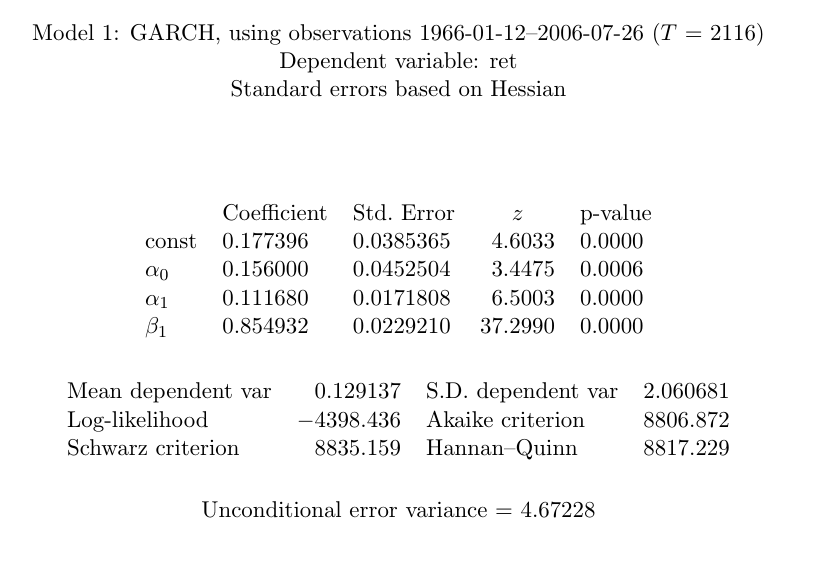 Model 1: GARCH, using observations 1966-01-12–2006-07-26 (T = 2116)
Dependent variable: ret
Standard errors based on Hessian
Coefficient Std. Error z p-value
const 0.177396 0.0385365 4.6033 0.0000
α₀ 0.156000 0.0452504 3.4475 0.0006
α₁ 0.111680 0.0171808 6.5003 0.0000
β₁ 0.854932 0.0229210 37.2990 0.0000
Mean dependent var 0.129137 S.D. dependent var 2.060681
Log-likelihood −4398.436 Akaike criterion 8806.872
Schwarz criterion 8835.159 Hannan–Quinn 8817.229
Unconditional error variance = 4.67228